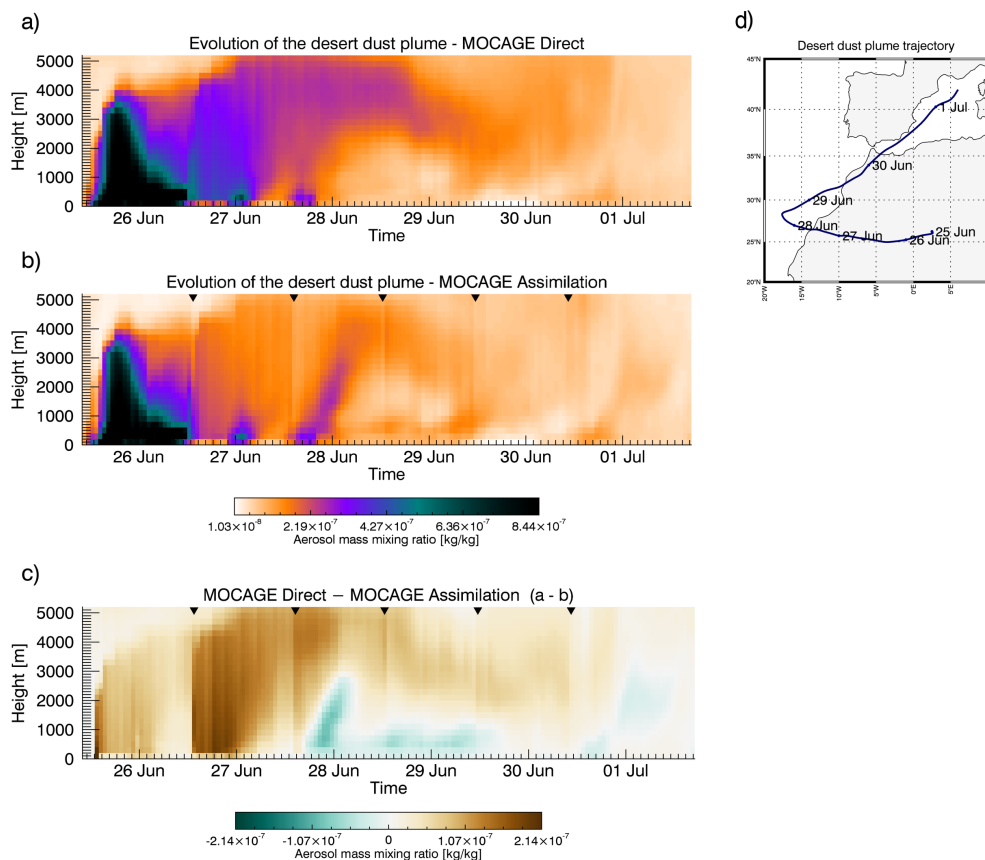 a)
Evolution of the desert dust plume - MOCAGE Direct
5000
4000
3000
2000
1000
0
Height [m]
26 Jun 27 Jun 28 Jun 29 Jun 30 Jun 01 Jul
Time
b)
Evolution of the desert dust plume - MOCAGE Assimilation
5000
4000
3000
2000
1000
0
Height [m]
26 Jun 27 Jun 28 Jun 29 Jun 30 Jun 01 Jul
Time
1.03×10⁻⁸ 2.19×10⁻⁷ 4.27×10⁻⁷ 6.36×10⁻⁷ 8.44×10⁻⁷
Aerosol mass mixing ratio [kg/kg]
c)
MOCAGE Direct – MOCAGE Assimilation (a - b)
5000
4000
3000
2000
1000
0
Height [m]
26 Jun 27 Jun 28 Jun 29 Jun 30 Jun 01 Jul
Time
-2.14×10⁻⁷ -1.07×10⁻⁷ 0 1.07×10⁻⁷ 2.14×10⁻⁷
Aerosol mass mixing ratio [kg/kg]
d)
Desert dust plume trajectory
45°N
40°N
35°N
30°N
25°N
20°N
1 Jul
30 Jun
29 Jun
28 Jun
27 Jun
26 Jun
25 Jun
20°W 15°W 10°W 5°W 0°E 5°E